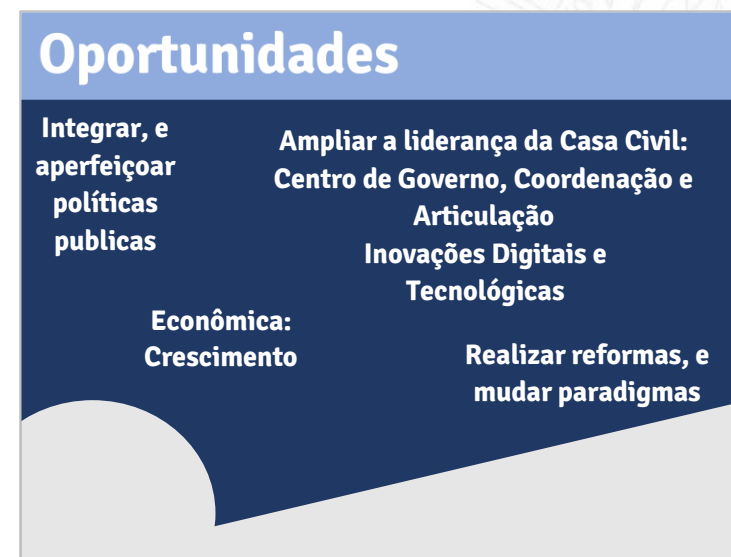 Oportunidades
Integrar, e
aperfeiçoar
políticas
publicas
Ampliar a liderança da Casa Civil:
Centro de Governo, Coordenação e
Articulação
Inovações Digitais e
Tecnológicas
Econômica:
Crescimento
Realizar reformas, e
mudar paradigmas